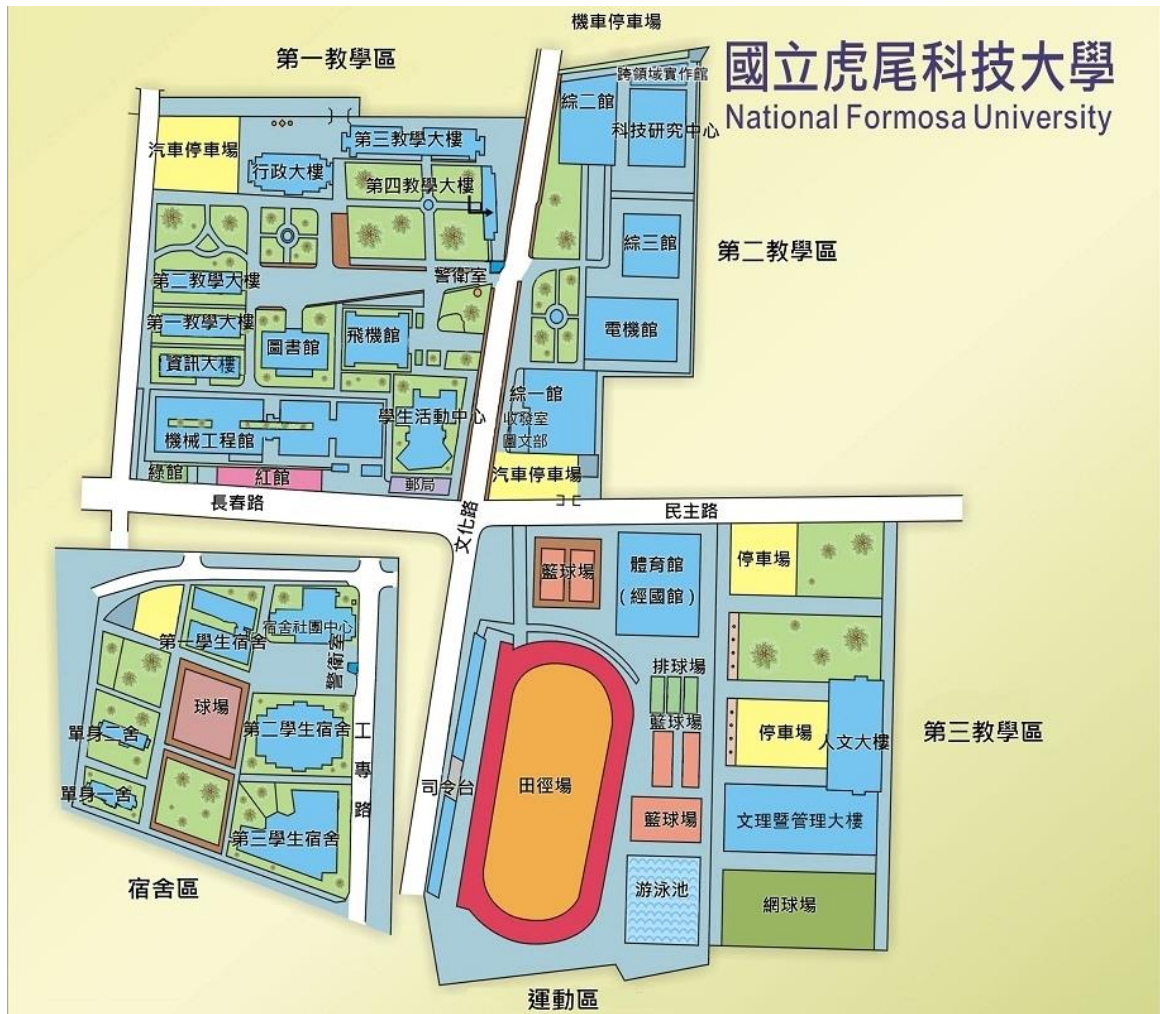 機車停車場
國立虎尾科技大學
National Formosa University
第一教學區
跨領域實作館
綜二館
科技研究中心
第三教學大樓
汽車停車場
行政大樓
第四教學大樓
綜三館
第二教學區
警衛室
第二教學大樓
第一教學大樓
圖書館
飛機館
電機館
資訊大樓
綜一館
收發室
圖文部
學生活動中心
機械工程館
綠館
紅館
郵局
汽車停車場
長春路
文化路
民主路
籃球場
體育館
(經國館)
停車場
第一學生宿舍
宿舍社團中心
警衛室
球場
第二學生宿舍
單身二舍
單身一舍
第三學生宿舍
工專路
宿舍區
司令台
田徑場
排球場
籃球場
籃球場
游泳池
停車場
人文大樓
第三教學區
文理暨管理大樓
網球場
運動區